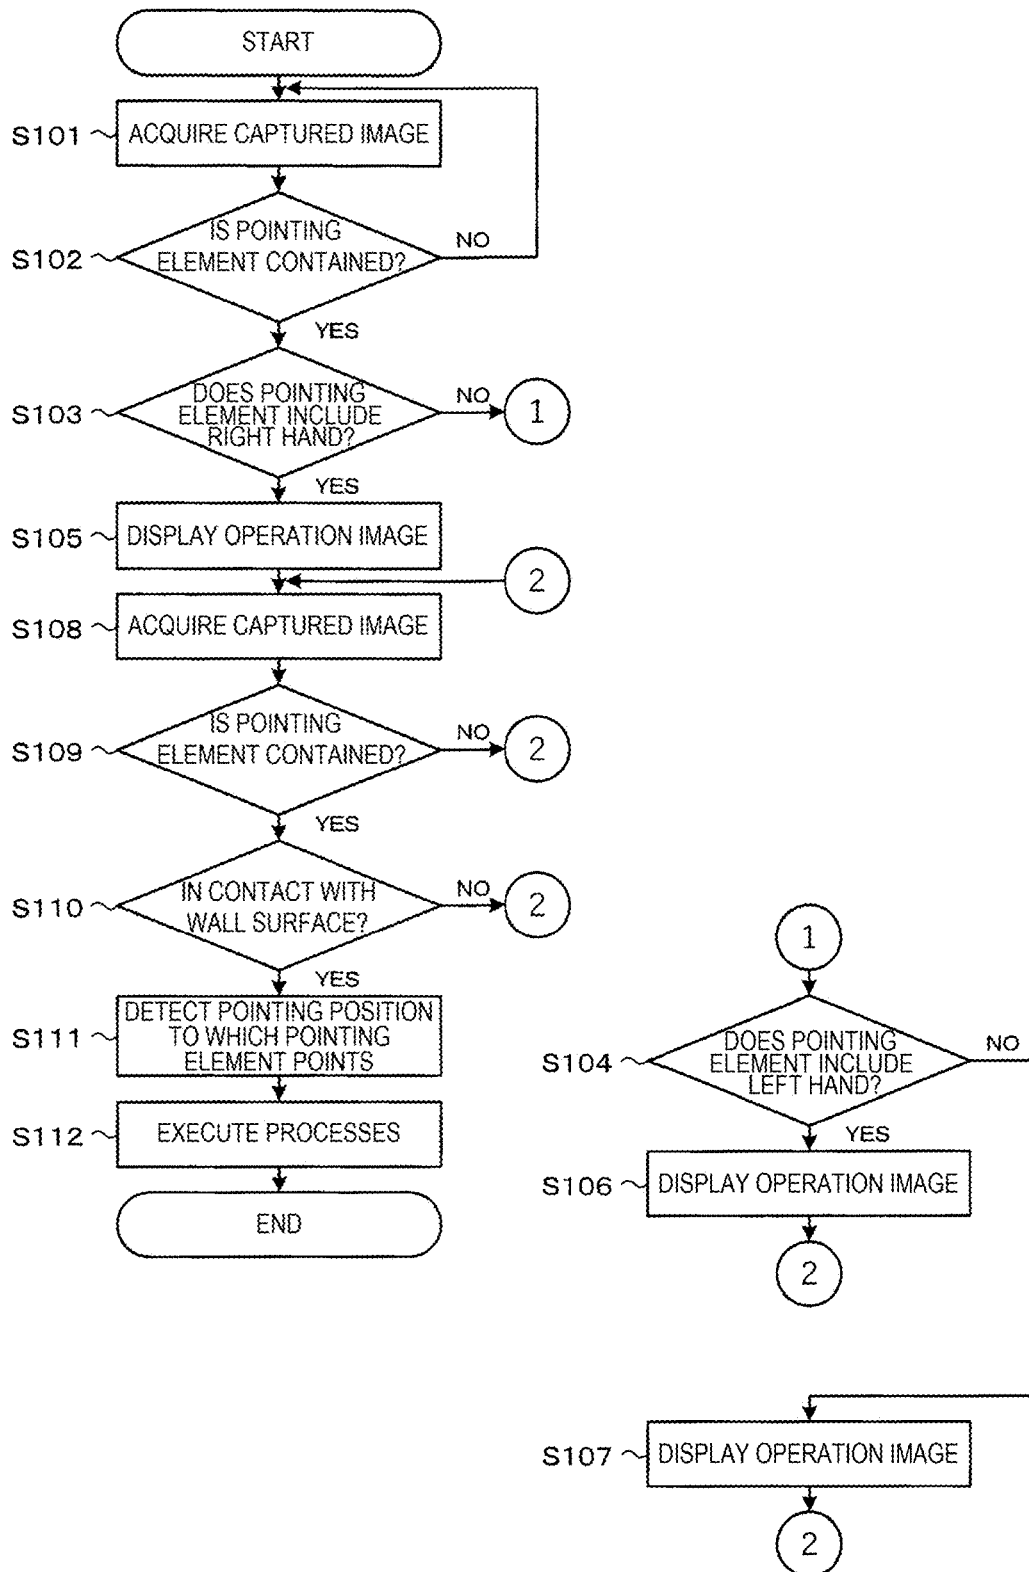 START
S101
ACQUIRE CAPTURED IMAGE
S102
IS POINTING
ELEMENT CONTAINED?
NO
YES
S103
DOES POINTING
ELEMENT INCLUDE
RIGHT HAND?
NO
1
YES
S105
DISPLAY OPERATION IMAGE
2
S108
ACQUIRE CAPTURED IMAGE
S109
IS POINTING
ELEMENT CONTAINED?
NO
2
YES
S110
IN CONTACT WITH
WALL SURFACE?
NO
2
YES
S111
DETECT POINTING POSITION
TO WHICH POINTING
ELEMENT POINTS
S112
EXECUTE PROCESSES
END
1
S104
DOES POINTING
ELEMENT INCLUDE
LEFT HAND?
NO
YES
S106
DISPLAY OPERATION IMAGE
2
S107
DISPLAY OPERATION IMAGE
2